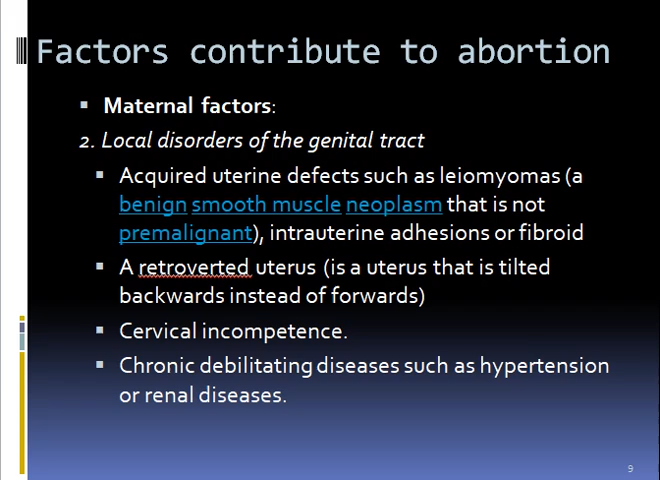 Factors contribute to abortion
▪ Maternal factors:
2. Local disorders of the genital tract
▪ Acquired uterine defects such as leiomyomas (a
benign smooth muscle neoplasm that is not
premalignant), intrauterine adhesions or fibroid
▪ A retroverted uterus (is a uterus that is tilted
backwards instead of forwards)
▪ Cervical incompetence.
▪ Chronic debilitating diseases such as hypertension
or renal diseases.
9